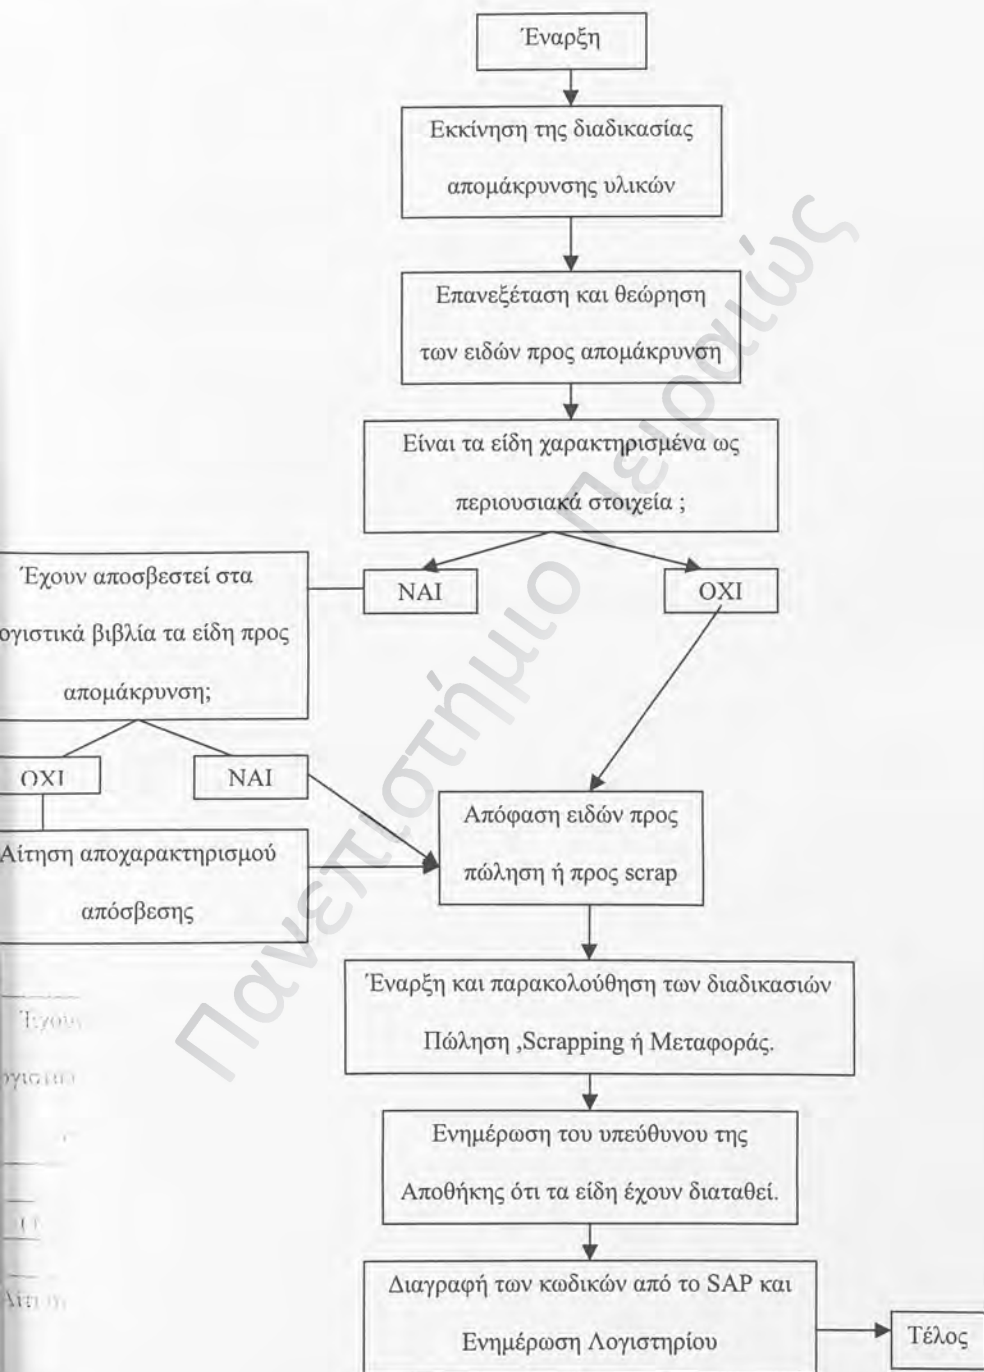 Έναρξη
Εκκίνηση της διαδικασίας
απομάκρυνσης υλικών
Επανεξέταση και θεώρηση
των ειδών προς απομάκρυνση
Είναι τα είδη χαρακτηρισμένα ως
περιουσιακά στοιχεία ;
ΝΑΙ
ΟΧΙ
Έχουν αποσβεστεί στα
ογιστικά βιβλία τα είδη προς
απομάκρυνση;
ΟΧΙ
ΝΑΙ
Αίτηση αποχαρακτηρισμού
απόσβεσης
Απόφαση ειδών προς
πώληση ή προς scrap
Έναρξη και παρακολούθηση των διαδικασιών
Πώληση ,Scrapping ή Μεταφοράς.
Ενημέρωση του υπεύθυνου της
Αποθήκης ότι τα είδη έχουν διαταθεί.
Διαγραφή των κωδικών από το SAP και
Ενημέρωση Λογιστηρίου
Τέλος
Πανεπιστήμιο Πειραιώς